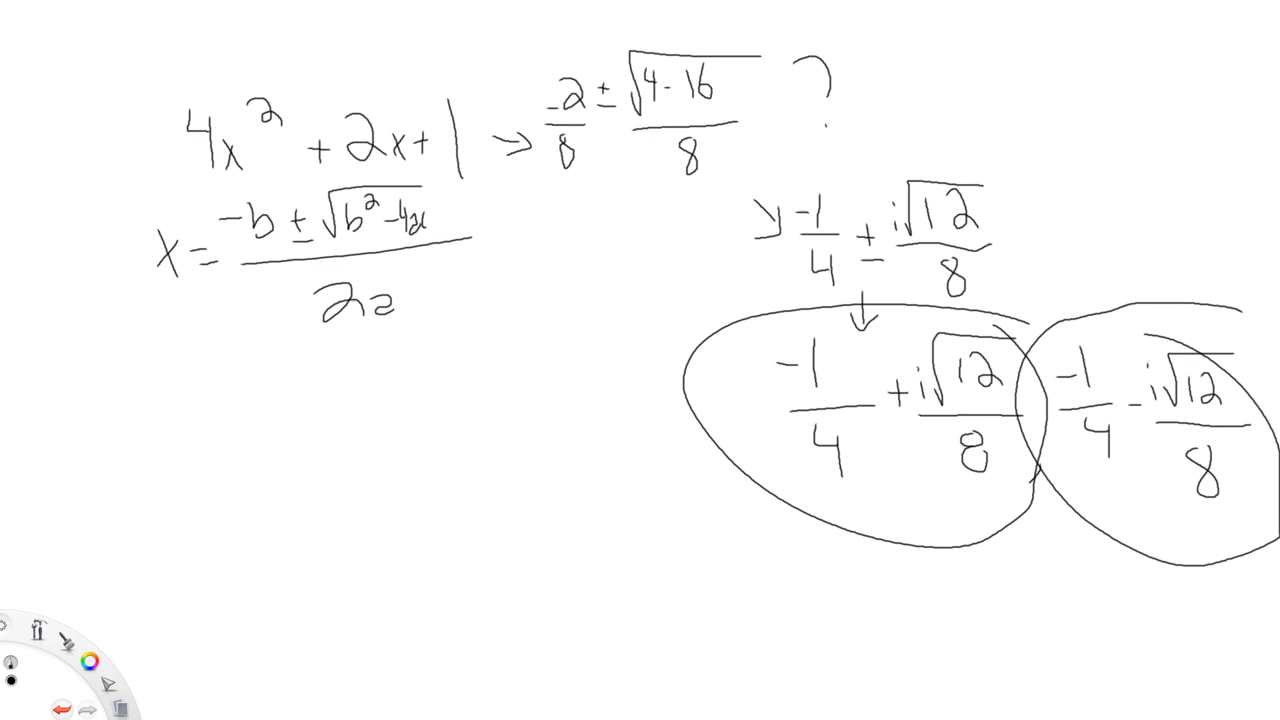 4x² + 2x + 1 → -2/8 ± √(4 - 16)/8 ?
x = (-b ± √(b² - 4ac))/2a
→ -1/4 ± i√12/8
↓
-1/4 + i√12/8   -1/4 - i√12/8